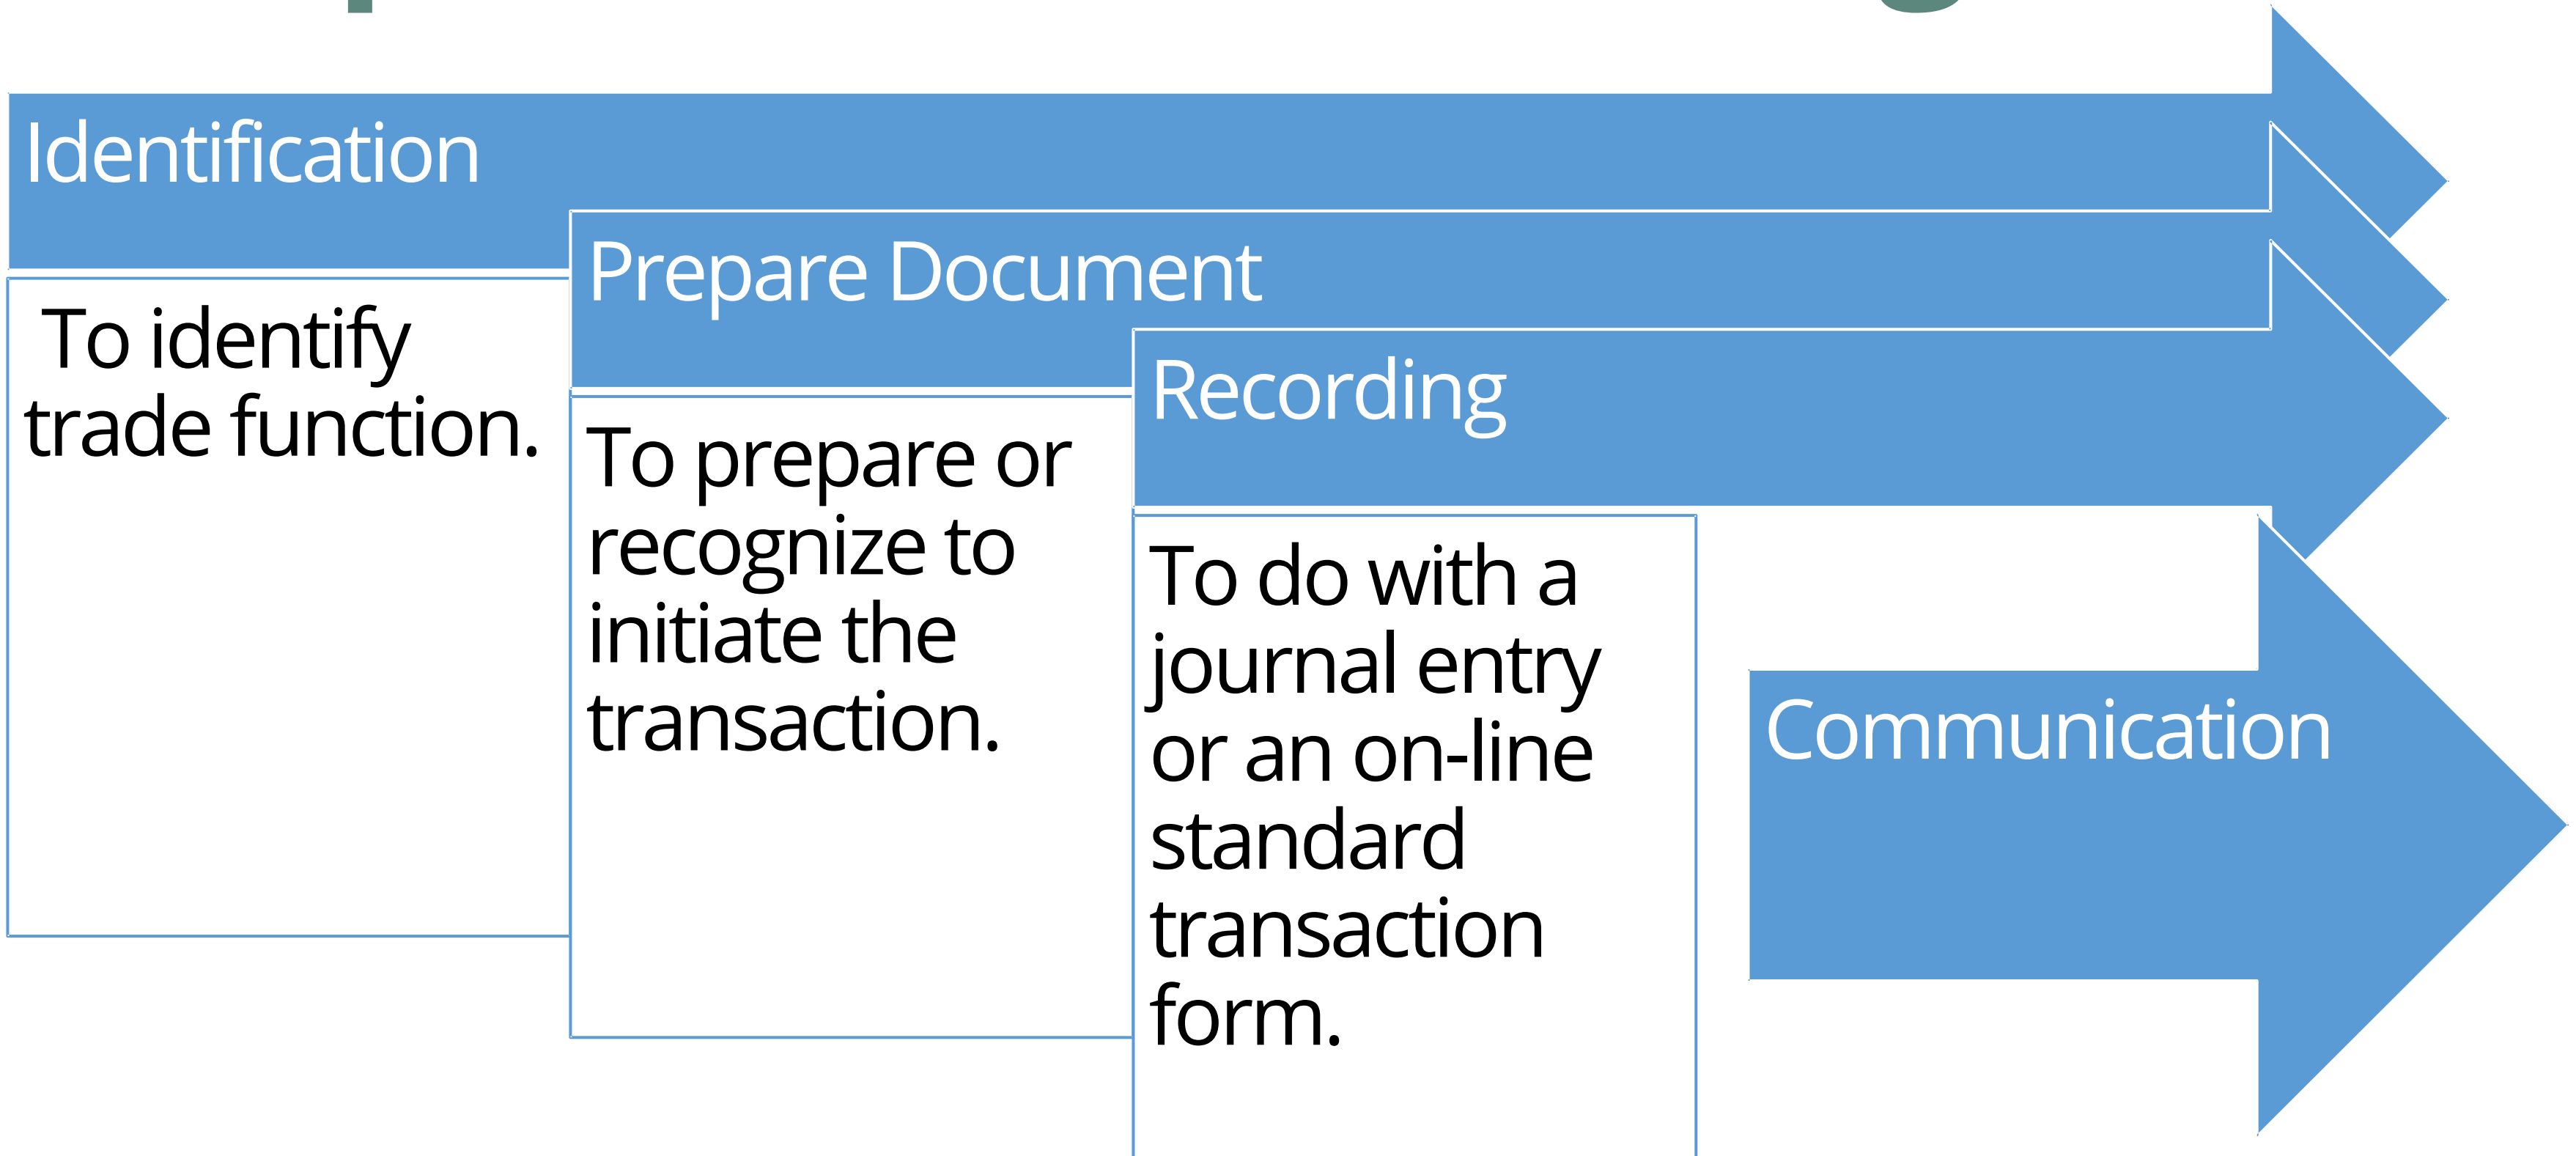 Identification
To identify
trade function.
Prepare Document
To prepare or
recognize to
initiate the
transaction.
Recording
To do with a
journal entry
or an on-line
standard
transaction
form.
Communication